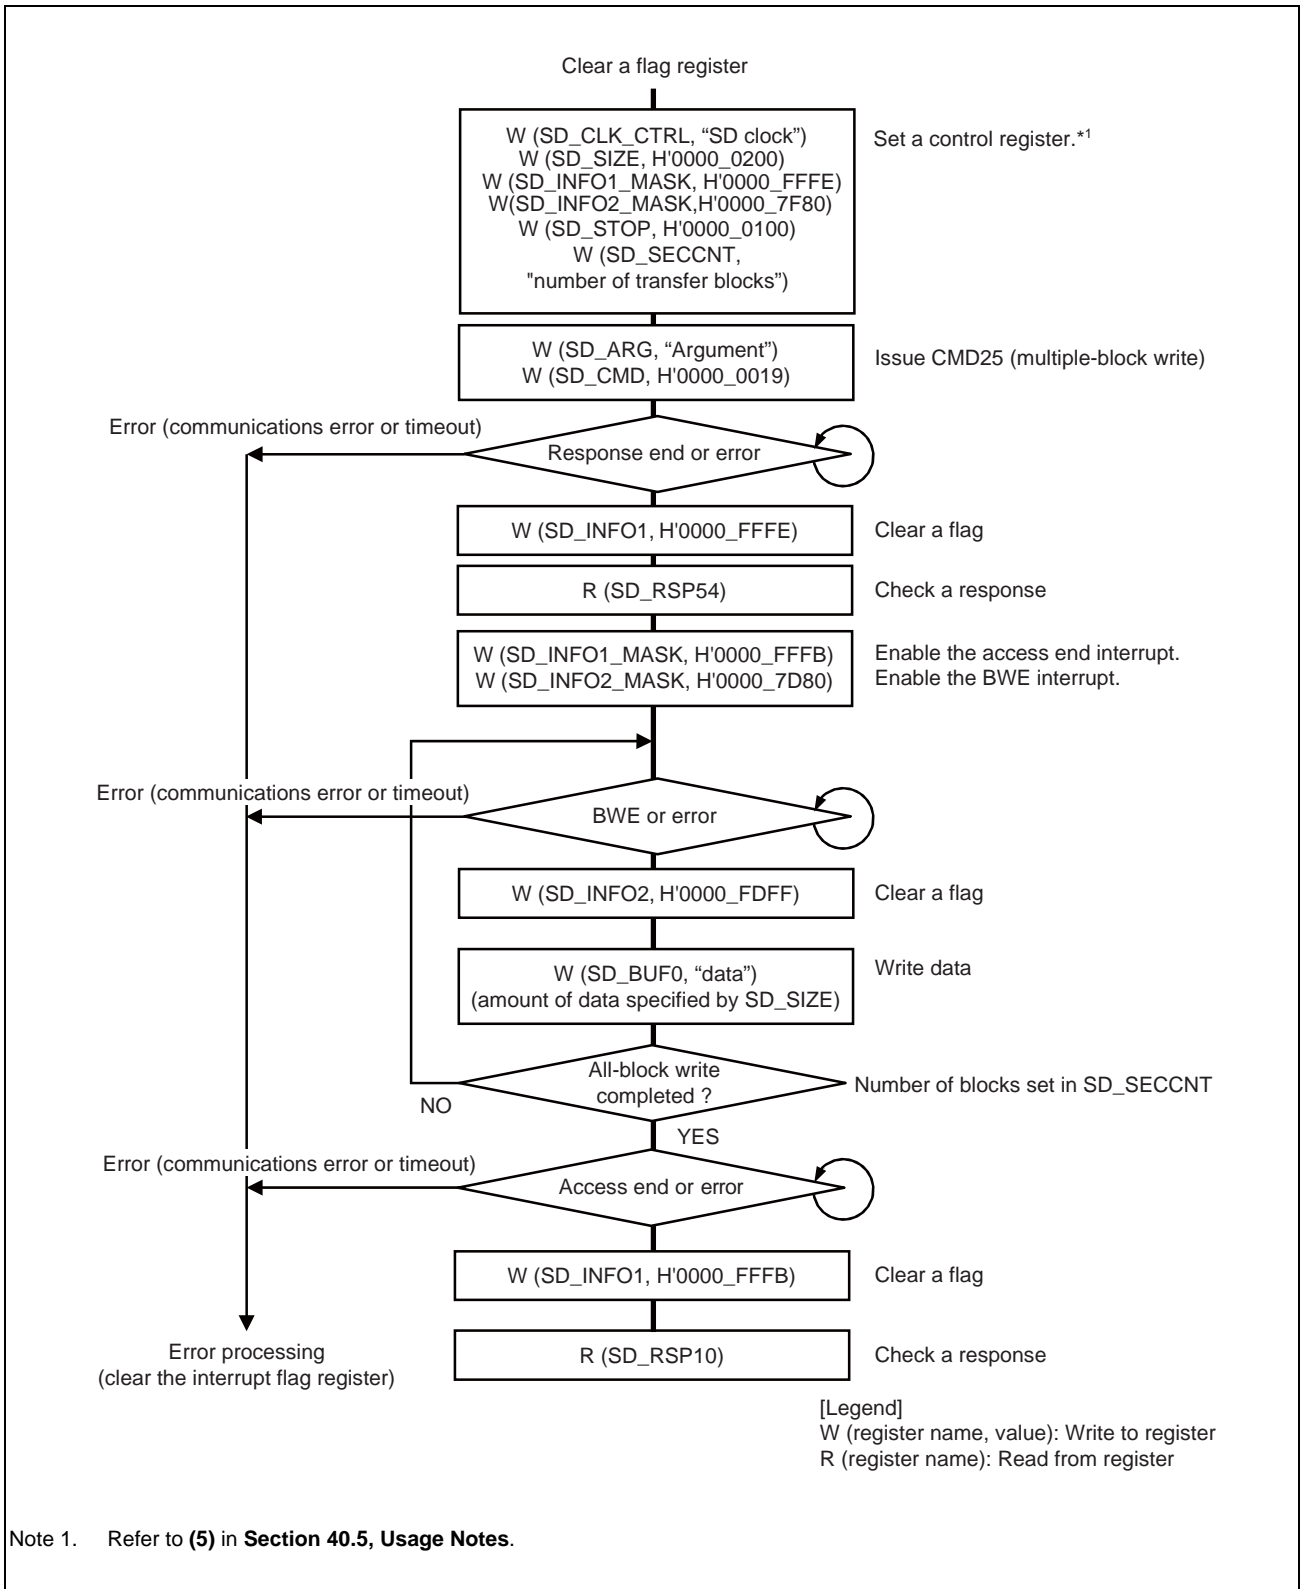 Clear a flag register
W (SD_CLK_CTRL, “SD clock”)
W (SD_SIZE, H'0000_0200)
W (SD_INFO1_MASK, H'0000_FFFE)
W(SD_INFO2_MASK,H'0000_7F80)
W (SD_STOP, H'0000_0100)
W (SD_SECCNT,
"number of transfer blocks”)
Set a control register.*1
W (SD_ARG, “Argument”)
W (SD_CMD, H'0000_0019)
Issue CMD25 (multiple-block write)
Error (communications error or timeout)
Response end or error
W (SD_INFO1, H'0000_FFFE)
Clear a flag
R (SD_RSP54)
Check a response
W (SD_INFO1_MASK, H'0000_FFFB)
W (SD_INFO2_MASK, H'0000_7D80)
Enable the access end interrupt.
Enable the BWE interrupt.
Error (communications error or timeout)
BWE or error
W (SD_INFO2, H'0000_FDFF)
Clear a flag
W (SD_BUF0, “data”)
(amount of data specified by SD_SIZE)
Write data
All-block write
completed ?
Number of blocks set in SD_SECCNT
NO
YES
Error (communications error or timeout)
Access end or error
W (SD_INFO1, H'0000_FFFB)
Clear a flag
R (SD_RSP10)
Check a response
Error processing
(clear the interrupt flag register)
[Legend]
W (register name, value): Write to register
R (register name): Read from register
Note 1. Refer to (5) in Section 40.5, Usage Notes.